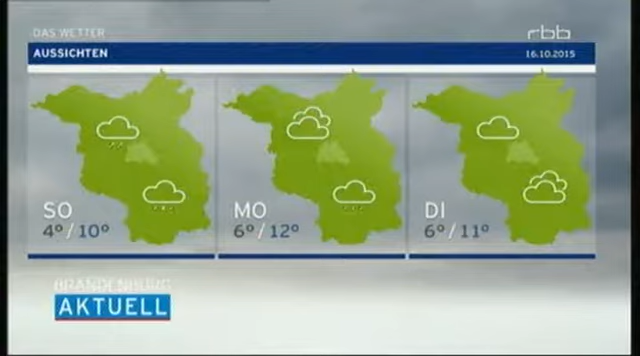 DAS WETTER
rbb
AUSSICHTEN
16.10.2015
SO
4°/10°
MO
6°/12°
DI
6°/11°
BRANDENBURG
AKTUELL